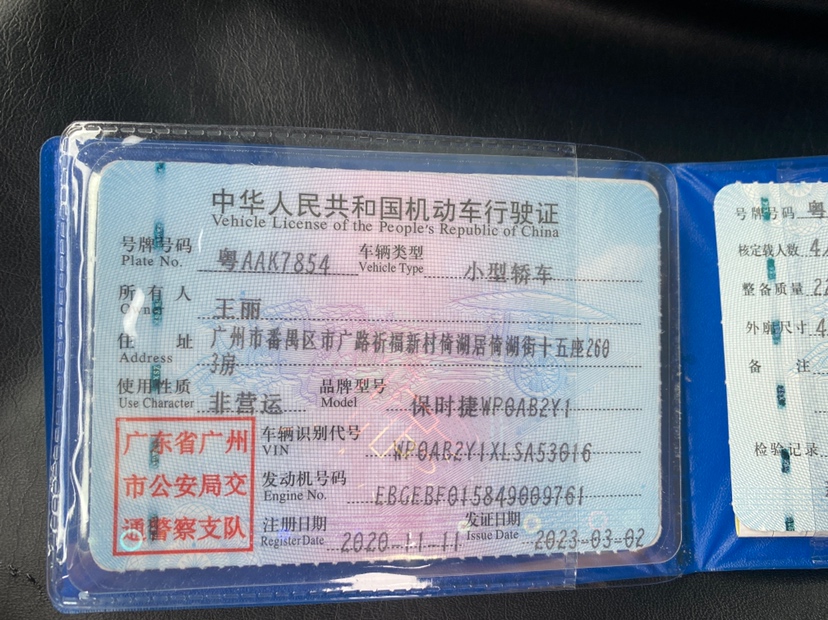 中华人民共和国机动车行驶证
Vehicle License of the People's Republic of China
号牌号码 粤AAK7854 车辆类型 小型轿车
Plate No. Vehicle Type
所有人 王丽
Owner
住址 广州市番禺区市广路祈福新村倚湖居倚湖街十五座260
Address 3房
使用性质 非营运 品牌型号 保时捷WP0AB2Y1
Use Character Model
广东省广州
市公安局交
通警察支队
车辆识别代号 WP0AB2Y1XLSA53016
VIN
发动机号码 EBGEBF015849009761
Engine No.
注册日期 2020-11-11 发证日期 2023-03-02
Register Date Issue Date
号牌号码 粤
核定载人数 4
整备质量 22
外廓尺寸 4
备注
检验记录